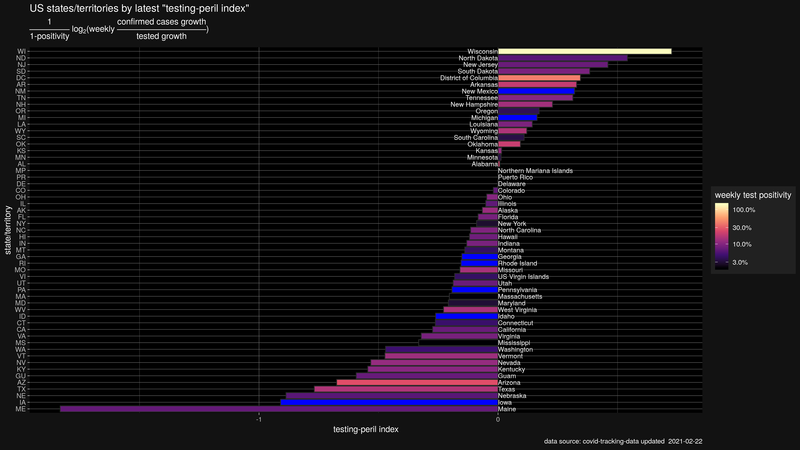 US states/territories by latest "testing-peril index"
1
1-positivity
log2(weekly
confirmed cases growth
tested growth
)
WI
ND
NJ
SD
DC
AR
NM
TN
NH
OR
MI
LA
WY
SC
OK
KS
MN
AL
MP
PR
DE
CO
OH
IL
AK
FL
NY
NC
HI
IN
MT
GA
RI
MO
VI
UT
PA
MA
MD
WV
ID
CT
CA
VA
MS
WA
VT
NV
KY
GU
AZ
TX
NE
IA
ME
Wisconsin
North Dakota
New Jersey
South Dakota
District of Columbia
Arkansas
New Mexico
Tennessee
New Hampshire
Oregon
Michigan
Louisiana
Wyoming
South Carolina
Oklahoma
Kansas
Minnesota
Alabama
Northern Mariana Islands
Puerto Rico
Delaware
Colorado
Ohio
Illinois
Alaska
Florida
New York
North Carolina
Hawaii
Indiana
Montana
Georgia
Rhode Island
Missouri
US Virgin Islands
Utah
Pennsylvania
Massachusetts
Maryland
West Virginia
Idaho
Connecticut
California
Virginia
Mississippi
Washington
Vermont
Nevada
Kentucky
Guam
Arizona
Texas
Nebraska
Iowa
Maine
state/territory
-1
0
testing-peril index
weekly test positivity
100.0%
30.0%
10.0%
3.0%
data source: covid-tracking-data updated 2021-02-22